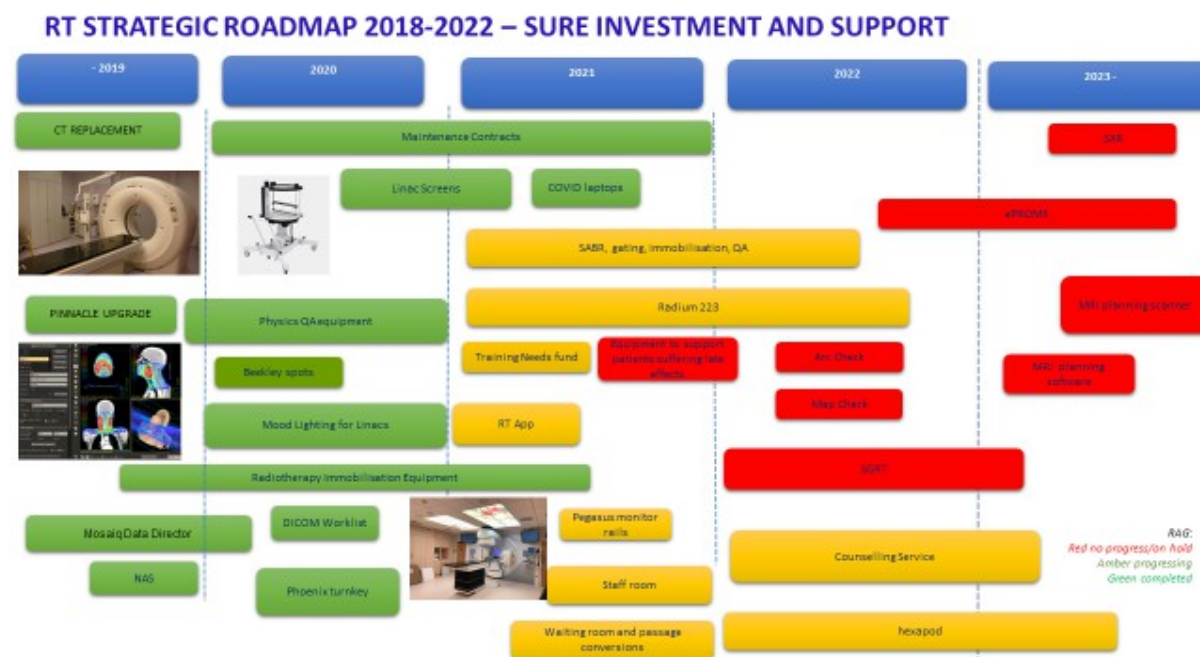 RT STRATEGIC ROADMAP 2018-2022 – SURE INVESTMENT AND SUPPORT
- 2019
2020
2021
2022
2023-
CT REPLACEMENT
Maintenance Contracts
SXR
Linac Screens
COVID laptops
ePROMS
SABR, gating, immobilisation, QA
PINNACLE UPGRADE
Physics QA equipment
Radium 223
MRI planning scanner
Training Needs fund
Equipment to support
patients suffering late
effects
Arc Check
MRI planning
software
Beekley spots
Map Check
Mood Lighting for Linacs
RT App
Radiotherapy Immobilisation Equipment
SGRT
Mosaiq Data Director
DICOM Worklist
Pegasus monitor
rails
Counselling Service
RAG:
Red no progress/on hold
Amber progressing
Green completed
NAS
Phoenix turnkey
Staff room
Waiting room and passage
conversions
hexapod